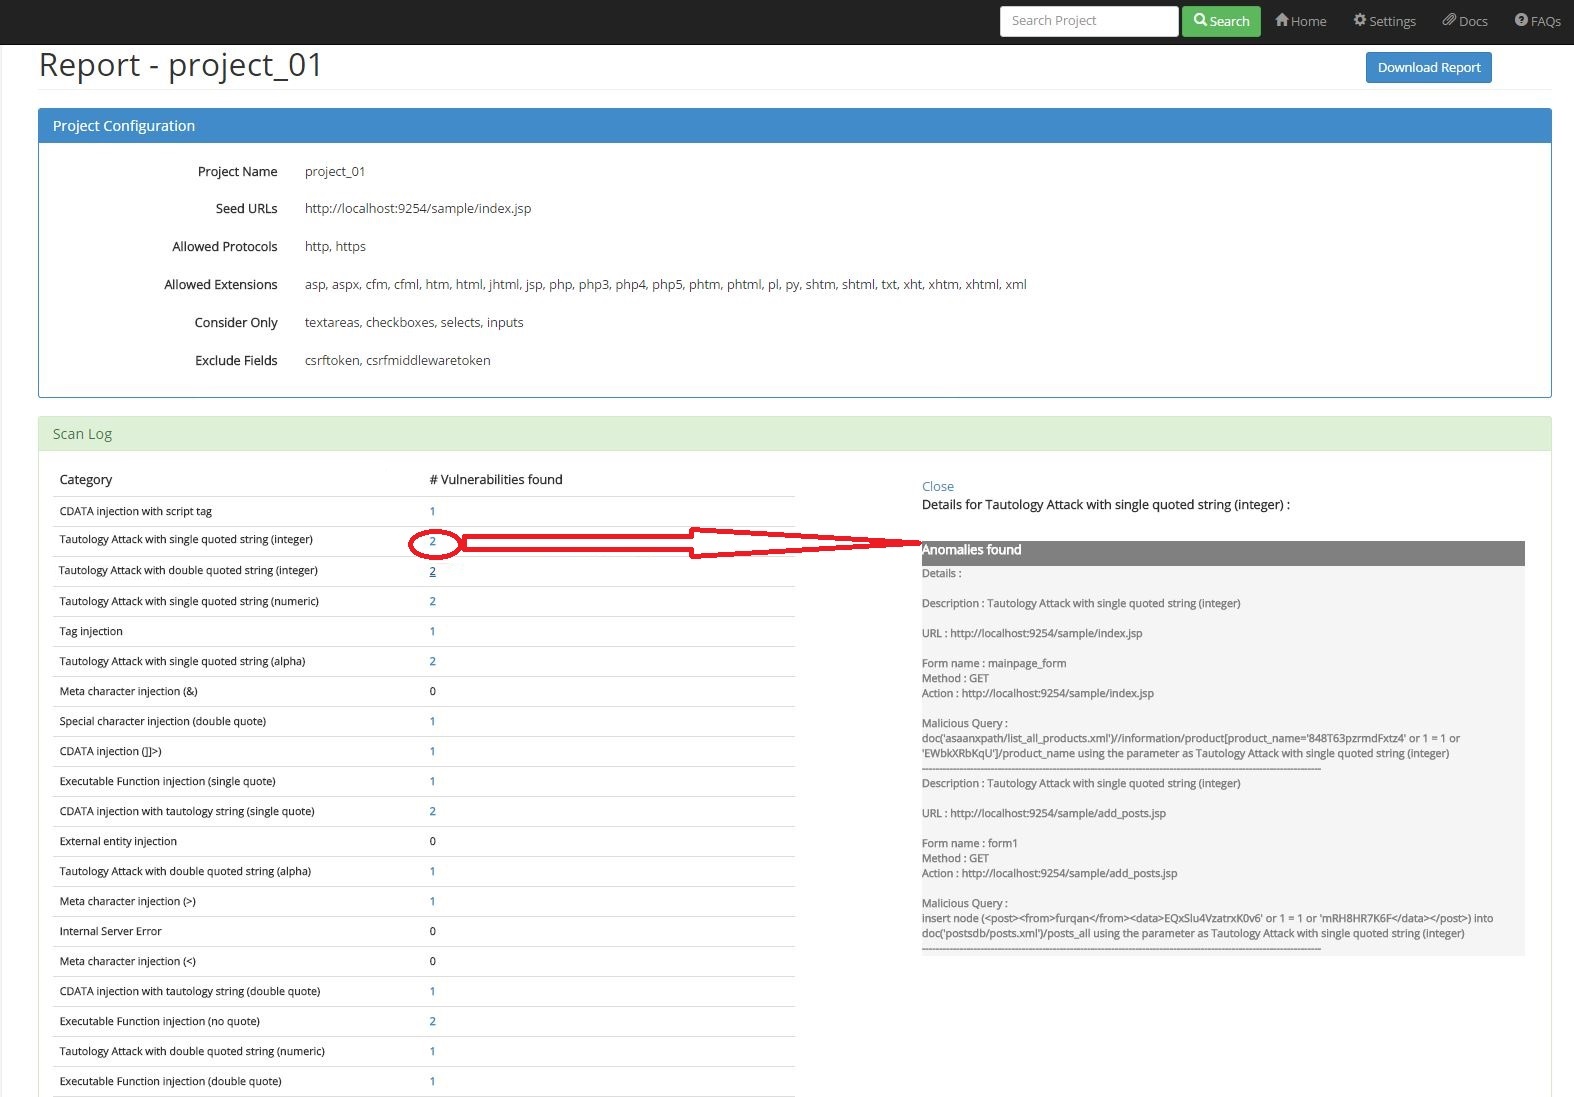 Search Project
Search
Home
Settings
Docs
FAQs
Report - project_01
Download Report
Project Configuration
Project Name project_01
Seed URLs http://localhost:9254/sample/index.jsp
Allowed Protocols http, https
Allowed Extensions asp, aspx, cfm, cfml, htm, html, jhtml, jsp, php, php3, php4, php5, phtm, phtml, pl, py, shtm, shtml, txt, xht, xhtm, xhtml, xml
Consider Only textareas, checkboxes, selects, inputs
Exclude Fields csrftoken, csrfmiddlewaretoken
Scan Log
Category # Vulnerabilities found
CDATA injection with script tag 1
Tautology Attack with single quoted string (integer) 2
Tautology Attack with double quoted string (integer) 2
Tautology Attack with single quoted string (numeric) 2
Tag injection 1
Tautology Attack with single quoted string (alpha) 2
Meta character injection (&) 0
Special character injection (double quote) 1
CDATA injection (]]>) 1
Executable Function injection (single quote) 1
CDATA injection with tautology string (single quote) 2
External entity injection 0
Tautology Attack with double quoted string (alpha) 1
Meta character injection (>) 1
Internal Server Error 0
Meta character injection (<) 0
CDATA injection with tautology string (double quote) 1
Executable Function injection (no quote) 2
Tautology Attack with double quoted string (numeric) 1
Executable Function injection (double quote) 1
Close
Details for Tautology Attack with single quoted string (integer) :
Anomalies found
Details :
Description : Tautology Attack with single quoted string (integer)
URL : http://localhost:9254/sample/index.jsp
Form name : mainpage_form
Method : GET
Action : http://localhost:9254/sample/index.jsp
Malicious Query :
doc('asaanxpath/list_all_products.xml')//information/product[product_name='848T63pzrmdFxtz4' or 1 = 1 or
'EWbkXRbKqU']/product_name using the parameter as Tautology Attack with single quoted string (integer)
Description : Tautology Attack with single quoted string (integer)
URL : http://localhost:9254/sample/add_posts.jsp
Form name : form1
Method : GET
Action : http://localhost:9254/sample/add_posts.jsp
Malicious Query :
insert node (<post><from>furqan</from><data>EQxSlu4VzatrxK0v6' or 1 = 1 or 'mRH8HR7K6F</data></post>) into
doc('postsdb/posts.xml')/posts_all using the parameter as Tautology Attack with single quoted string (integer)